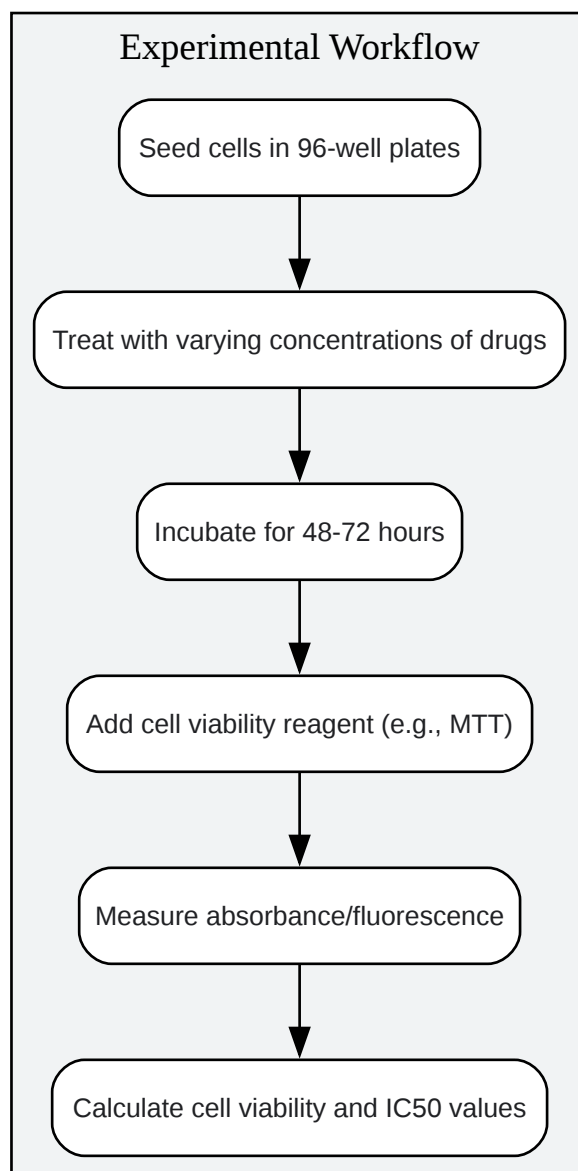 Experimental Workflow
Seed cells in 96-well plates
Treat with varying concentrations of drugs
Incubate for 48-72 hours
Add cell viability reagent (e.g., MTT)
Measure absorbance/fluorescence
Calculate cell viability and IC50 values